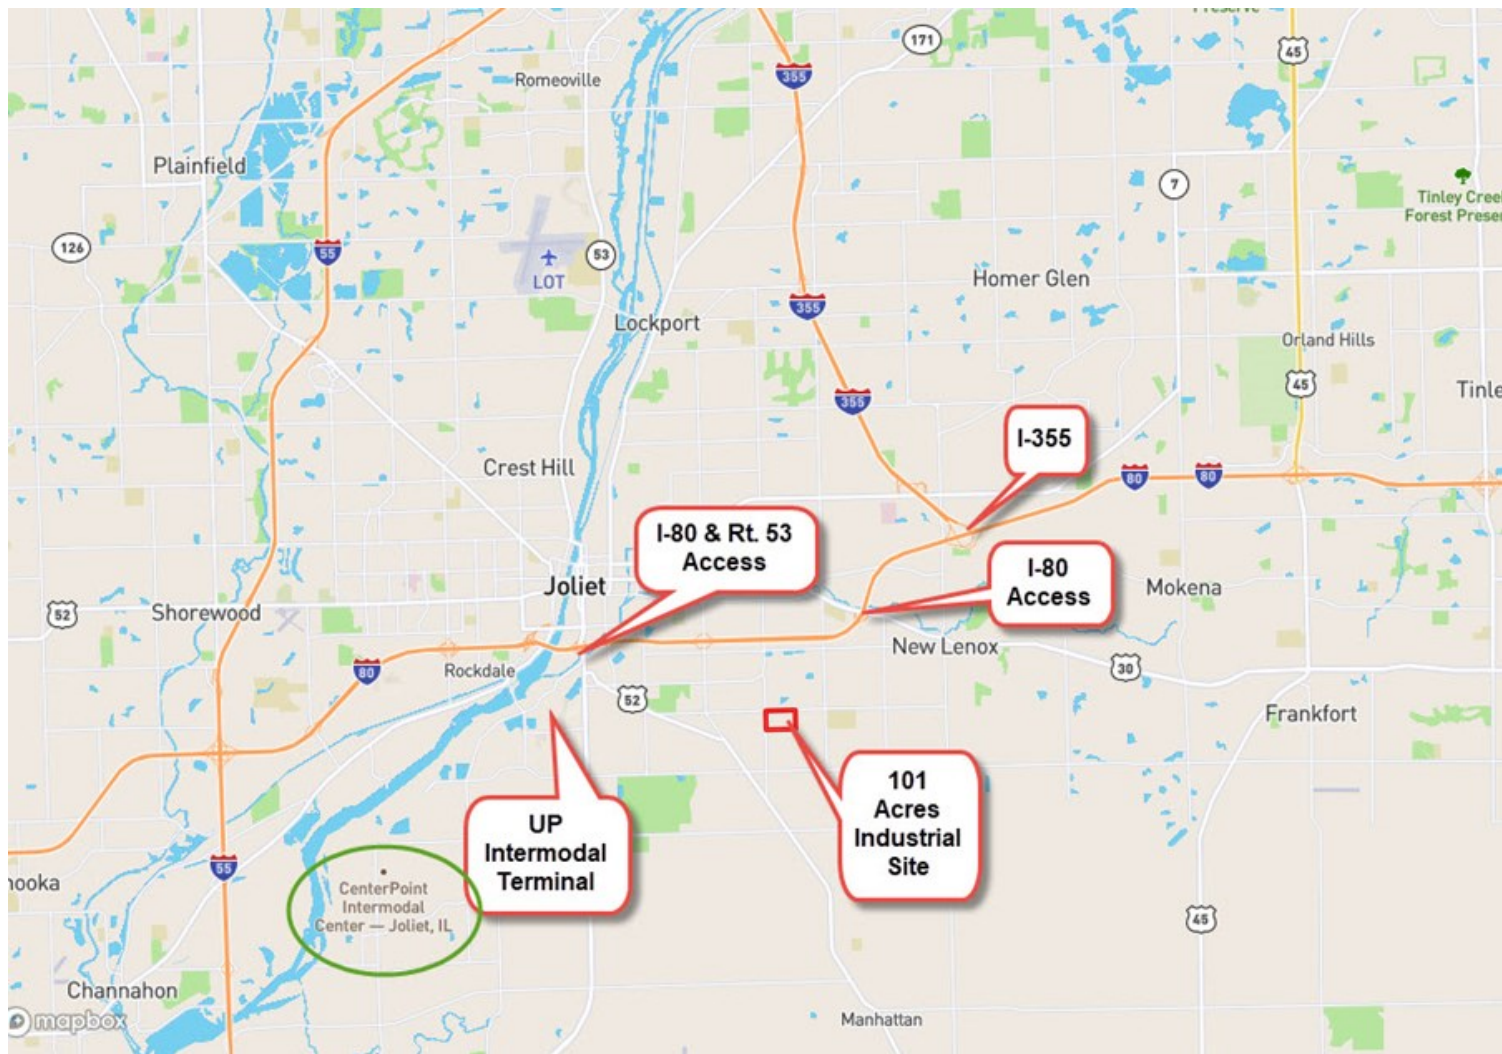 Preserve
171
45
355
Romeoville
Plainfield
7
Tinley Creek
Forest Preser
126
55
53
LOT
Homer Glen
355
Lockport
Orland Hills
45
Tinle
355
I-355
Crest Hill
80
80
I-80 & Rt. 53
Access
I-80
Access
Joliet
Mokena
52
Shorewood
New Lenox
30
Rockdale
80
52
Frankfort
101
Acres
Industrial
Site
UP
Intermodal
Terminal
55
nooka
CenterPoint
Intermodal
Center — Joliet, IL
45
Channahon
mapbox
Manhattan